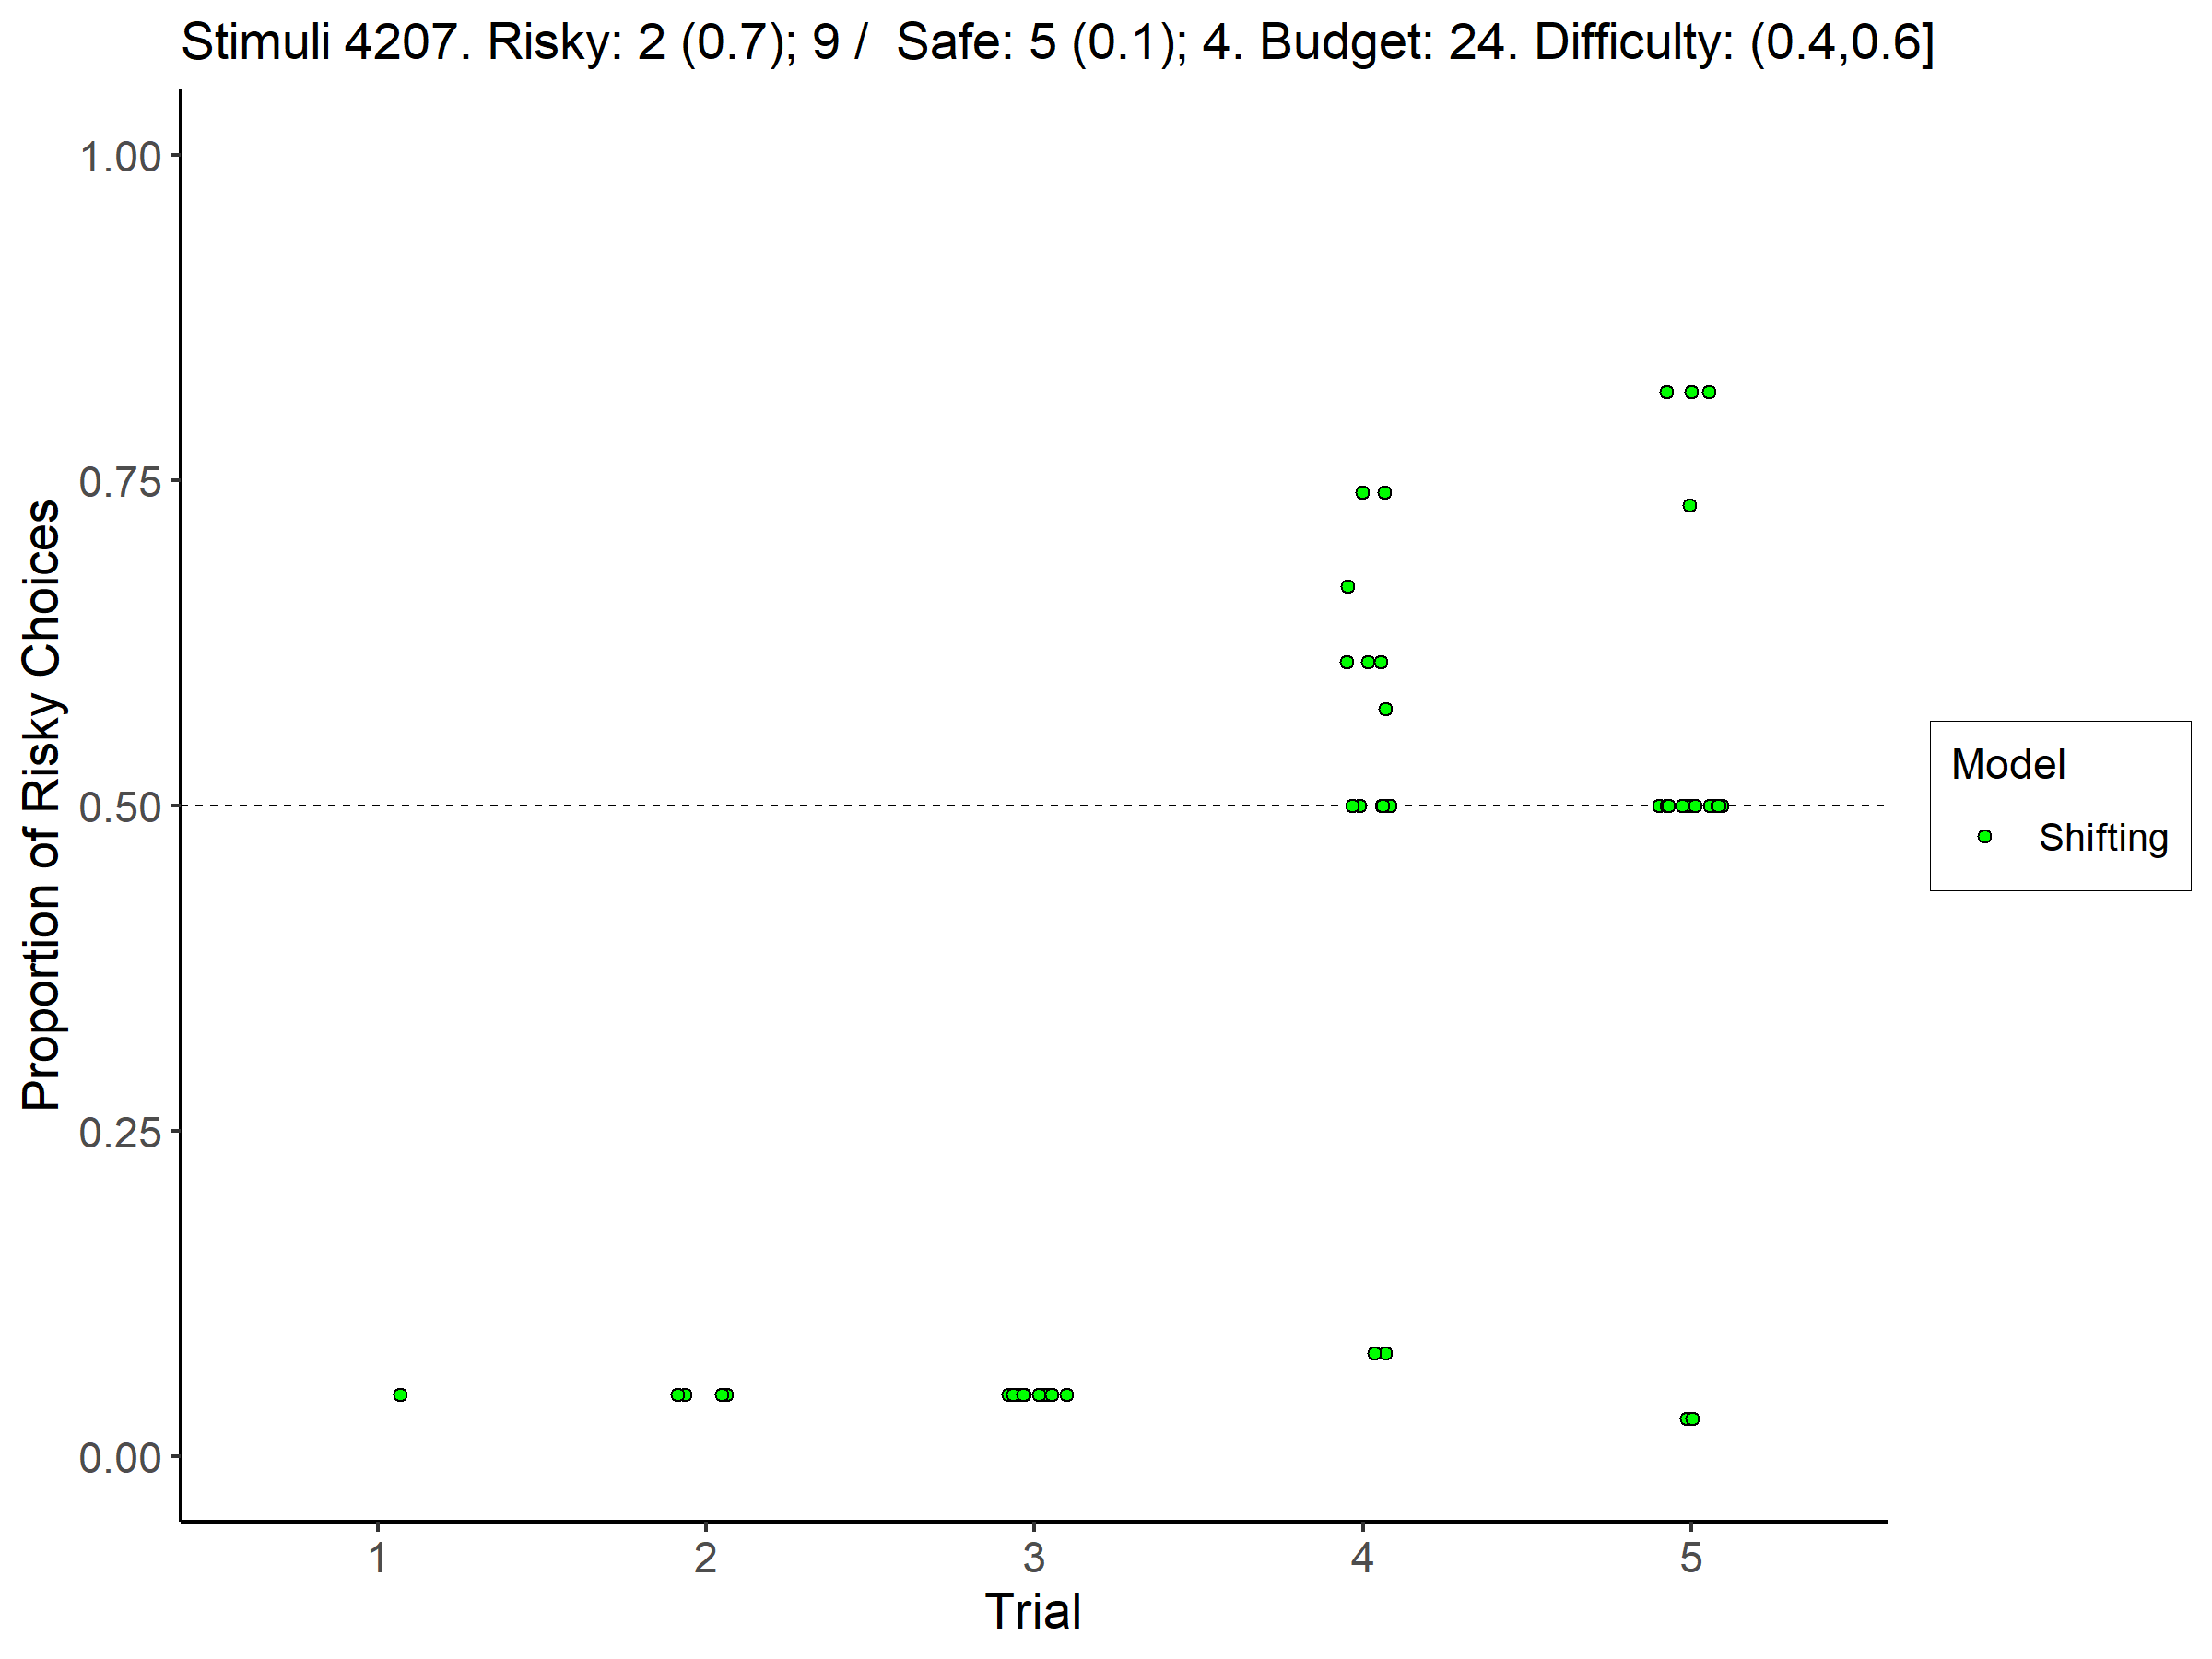 Stimuli 4207. Risky: 2 (0.7); 9 /  Safe: 5 (0.1); 4. Budget: 24. Difficulty: (0.4,0.6]
Proportion of Risky Choices
1.00
0.75
0.50
0.25
0.00
1 2 3 4 5
Trial
Model
Shifting